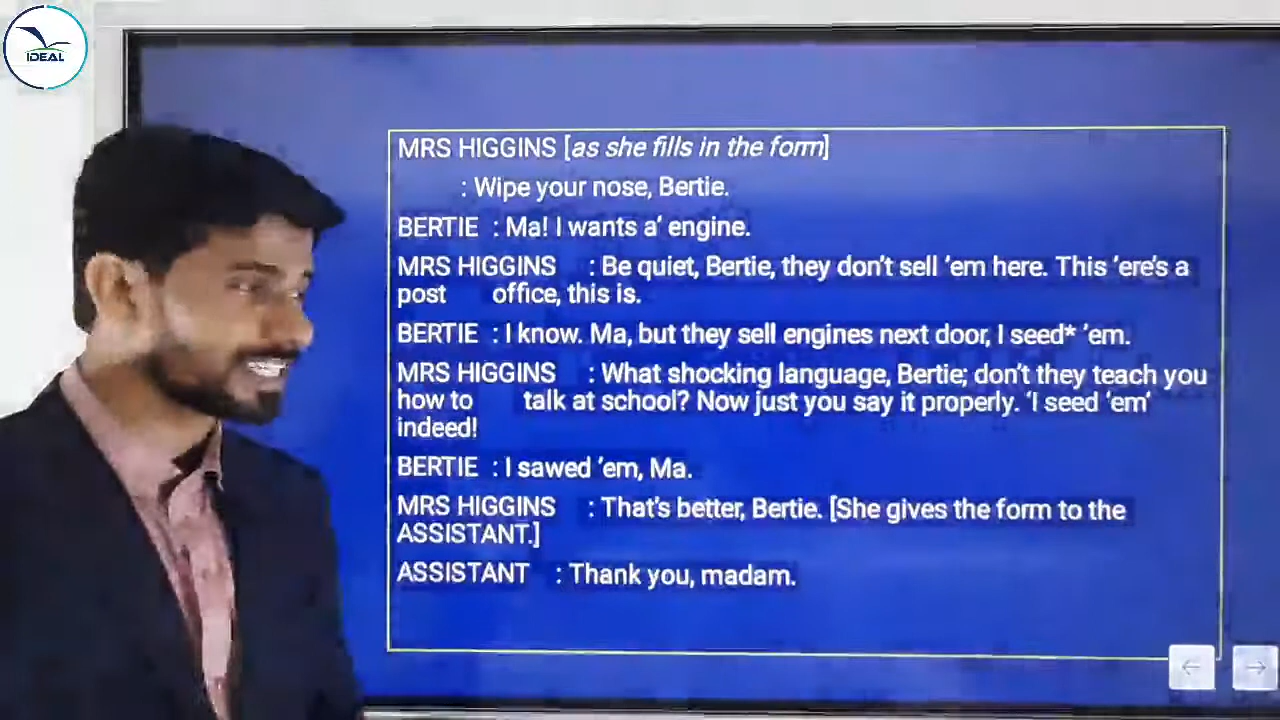 IDEAL
MRS HIGGINS [as she fills in the form]
: Wipe your nose, Bertie.
BERTIE : Ma! I wants a’ engine.
MRS HIGGINS : Be quiet, Bertie, they don’t sell ’em here. This ’ere’s a
post office, this is.
BERTIE : I know. Ma, but they sell engines next door, I seed* ’em.
MRS HIGGINS : What shocking language, Bertie; don’t they teach you
how to talk at school? Now just you say it properly. ‘I seed ’em’
indeed!
BERTIE : I sawed ’em, Ma.
MRS HIGGINS : That’s better, Bertie. [She gives the form to the
ASSISTANT.]
ASSISTANT : Thank you, madam.